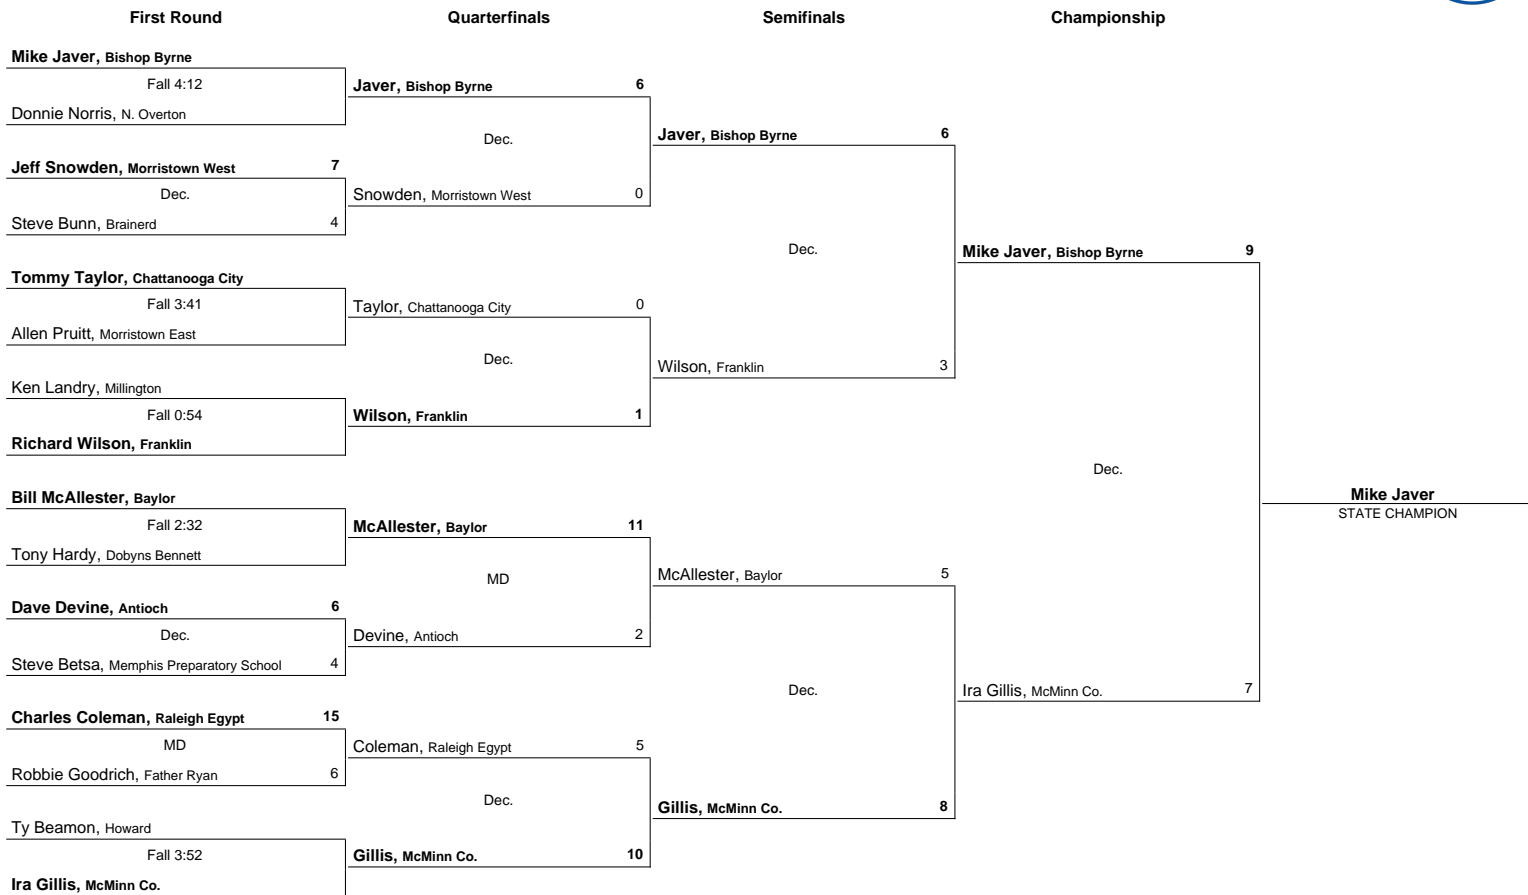 First Round Quarterfinals Semifinals Championship
Mike Javer, Bishop Byrne
Fall 4:12
Donnie Norris, N. Overton
Jeff Snowden, Morristown West 7
Dec.
Steve Bunn, Brainerd 4
Tommy Taylor, Chattanooga City
Fall 3:41
Allen Pruitt, Morristown East
Ken Landry, Millington
Fall 0:54
Richard Wilson, Franklin
Bill McAllester, Baylor
Fall 2:32
Tony Hardy, Dobyns Bennett
Dave Devine, Antioch 6
Dec.
Steve Betsa, Memphis Preparatory School 4
Charles Coleman, Raleigh Egypt 15
MD
Robbie Goodrich, Father Ryan 6
Ty Beamon, Howard
Fall 3:52
Ira Gillis, McMinn Co.
Javer, Bishop Byrne 6
Dec.
Snowden, Morristown West 0
Taylor, Chattanooga City 0
Dec.
Wilson, Franklin 1
McAllester, Baylor 11
MD
Devine, Antioch 2
Coleman, Raleigh Egypt 5
Dec.
Gillis, McMinn Co. 10
Javer, Bishop Byrne 6
Dec.
Wilson, Franklin 3
McAllester, Baylor 5
Dec.
Gillis, McMinn Co. 8
Mike Javer, Bishop Byrne 9
Dec.
Ira Gillis, McMinn Co. 7
Mike Javer
STATE CHAMPION